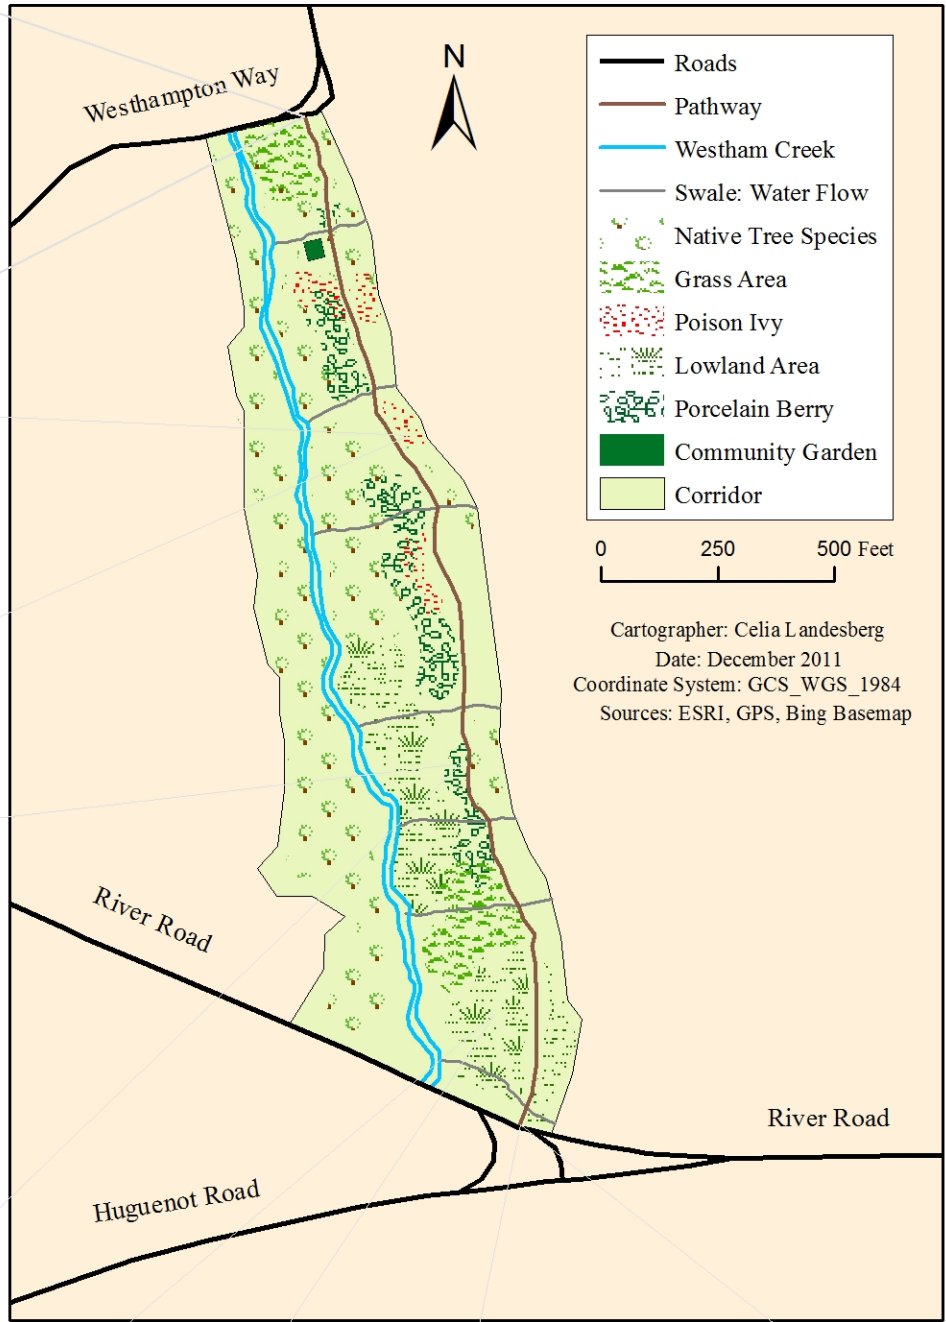 Westhampton Way
N
Roads
Pathway
Westham Creek
Swale: Water Flow
Native Tree Species
Grass Area
Poison Ivy
Lowland Area
Porcelain Berry
Community Garden
Corridor
0 250 500 Feet
Cartographer: Celia Landesberg
Date: December 2011
Coordinate System: GCS_WGS_1984
Sources: ESRI, GPS, Bing Basemap
River Road
River Road
Huguenot Road